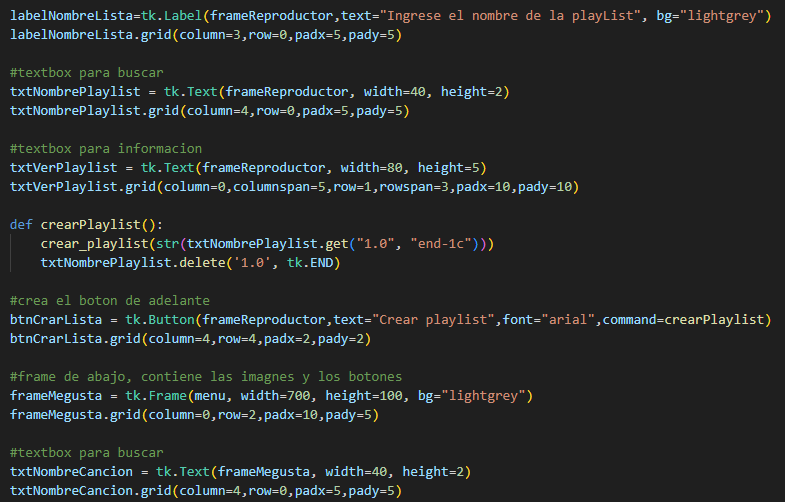 labelNombreLista=tk.Label(frameReproductor,text="Ingrese el nombre de la playList", bg="lightgrey")
labelNombreLista.grid(column=3,row=0,padx=5,pady=5)
#textbox para buscar
txtNombrePlaylist = tk.Text(frameReproductor, width=40, height=2)
txtNombrePlaylist.grid(column=4,row=0,padx=5,pady=5)
#textbox para informacion
txtVerPlaylist = tk.Text(frameReproductor, width=80, height=5)
txtVerPlaylist.grid(column=0,columnspan=5,row=1,rowspan=3,padx=10,pady=10)
def crearPlaylist():
    crear_playlist(str(txtNombrePlaylist.get("1.0", "end-1c")))
    txtNombrePlaylist.delete('1.0', tk.END)
#crea el boton de adelante
btnCrarLista = tk.Button(frameReproductor,text="Crear playlist",font="arial",command=crearPlaylist)
btnCrarLista.grid(column=4,row=4,padx=2,pady=2)
#frame de abajo, contiene las imagnes y los botones
frameMegusta = tk.Frame(menu, width=700, height=100, bg="lightgrey")
frameMegusta.grid(column=0,row=2,padx=10,pady=5)
#textbox para buscar
txtNombreCancion = tk.Text(frameMegusta, width=40, height=2)
txtNombreCancion.grid(column=4,row=0,padx=5,pady=5)